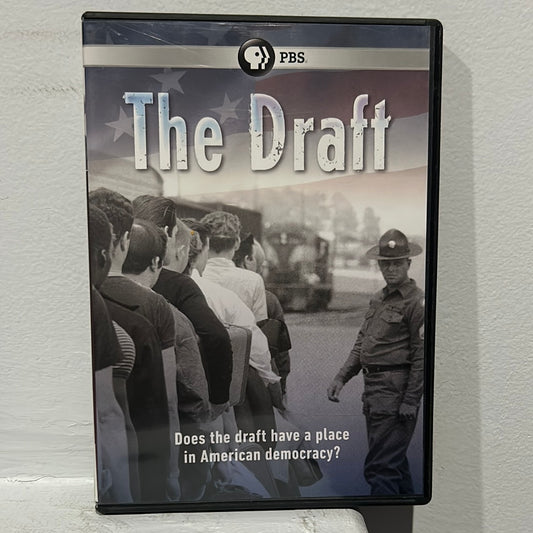 PBS
The Draft
Does the draft have a place
in American democracy?